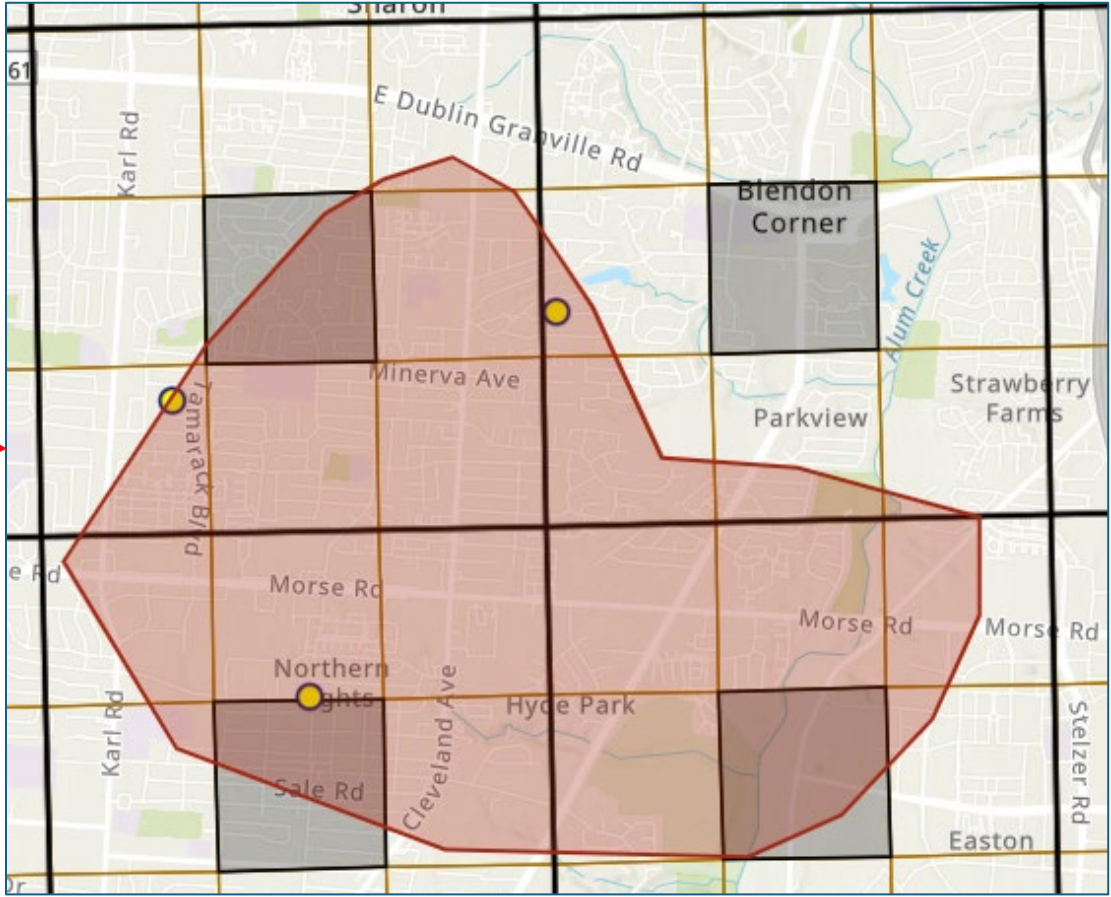 Sharon
61
Karl Rd
E Dublin Granville Rd
Blendon
Corner
Alum Creek
Minerva Ave
Strawberry
Farms
Parkview
Tamarack Blvd
e Rd
Morse Rd
Morse Rd
Morse Rd
Northern
ghts
Hyde Park
Karl Rd
Cleveland Ave
Stelzer Rd
Sale Rd
Easton
Dr